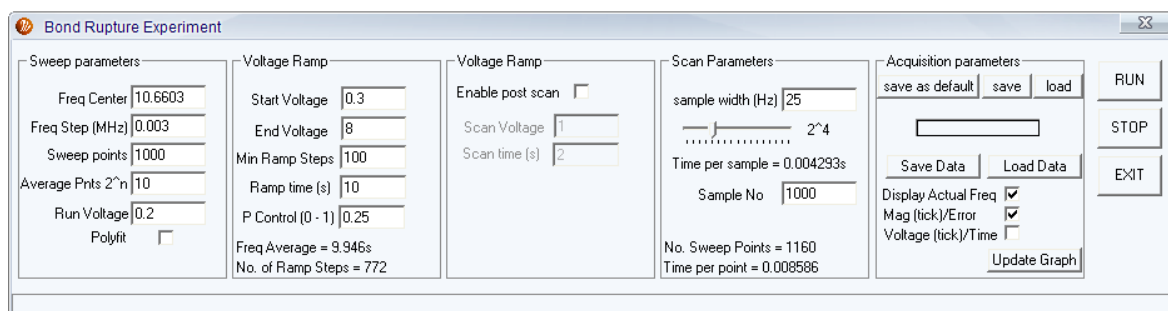 Bond Rupture Experiment
Sweep parameters
Freq Center 10.6603
Freq Step (MHz) 0.003
Sweep points 1000
Average Pnts 2^n 10
Run Voltage 0.2
Polyfit
Voltage Ramp
Start Voltage 0.3
End Voltage 8
Min Ramp Steps 100
Ramp time (s) 10
P Control (0 - 1) 0.25
Freq Average = 9.946s
No. of Ramp Steps = 772
Voltage Ramp
Enable post scan
Scan Voltage 1
Scan time (s) 2
Scan Parameters
sample width (Hz) 25
2^4
Time per sample = 0.004293s
Sample No 1000
No. Sweep Points = 1160
Time per point = 0.008586
Acquisition parameters
save as default save load
Save Data Load Data
Display Actual Freq
Mag (tick)/Error
Voltage (tick)/Time
Update Graph
RUN
STOP
EXIT